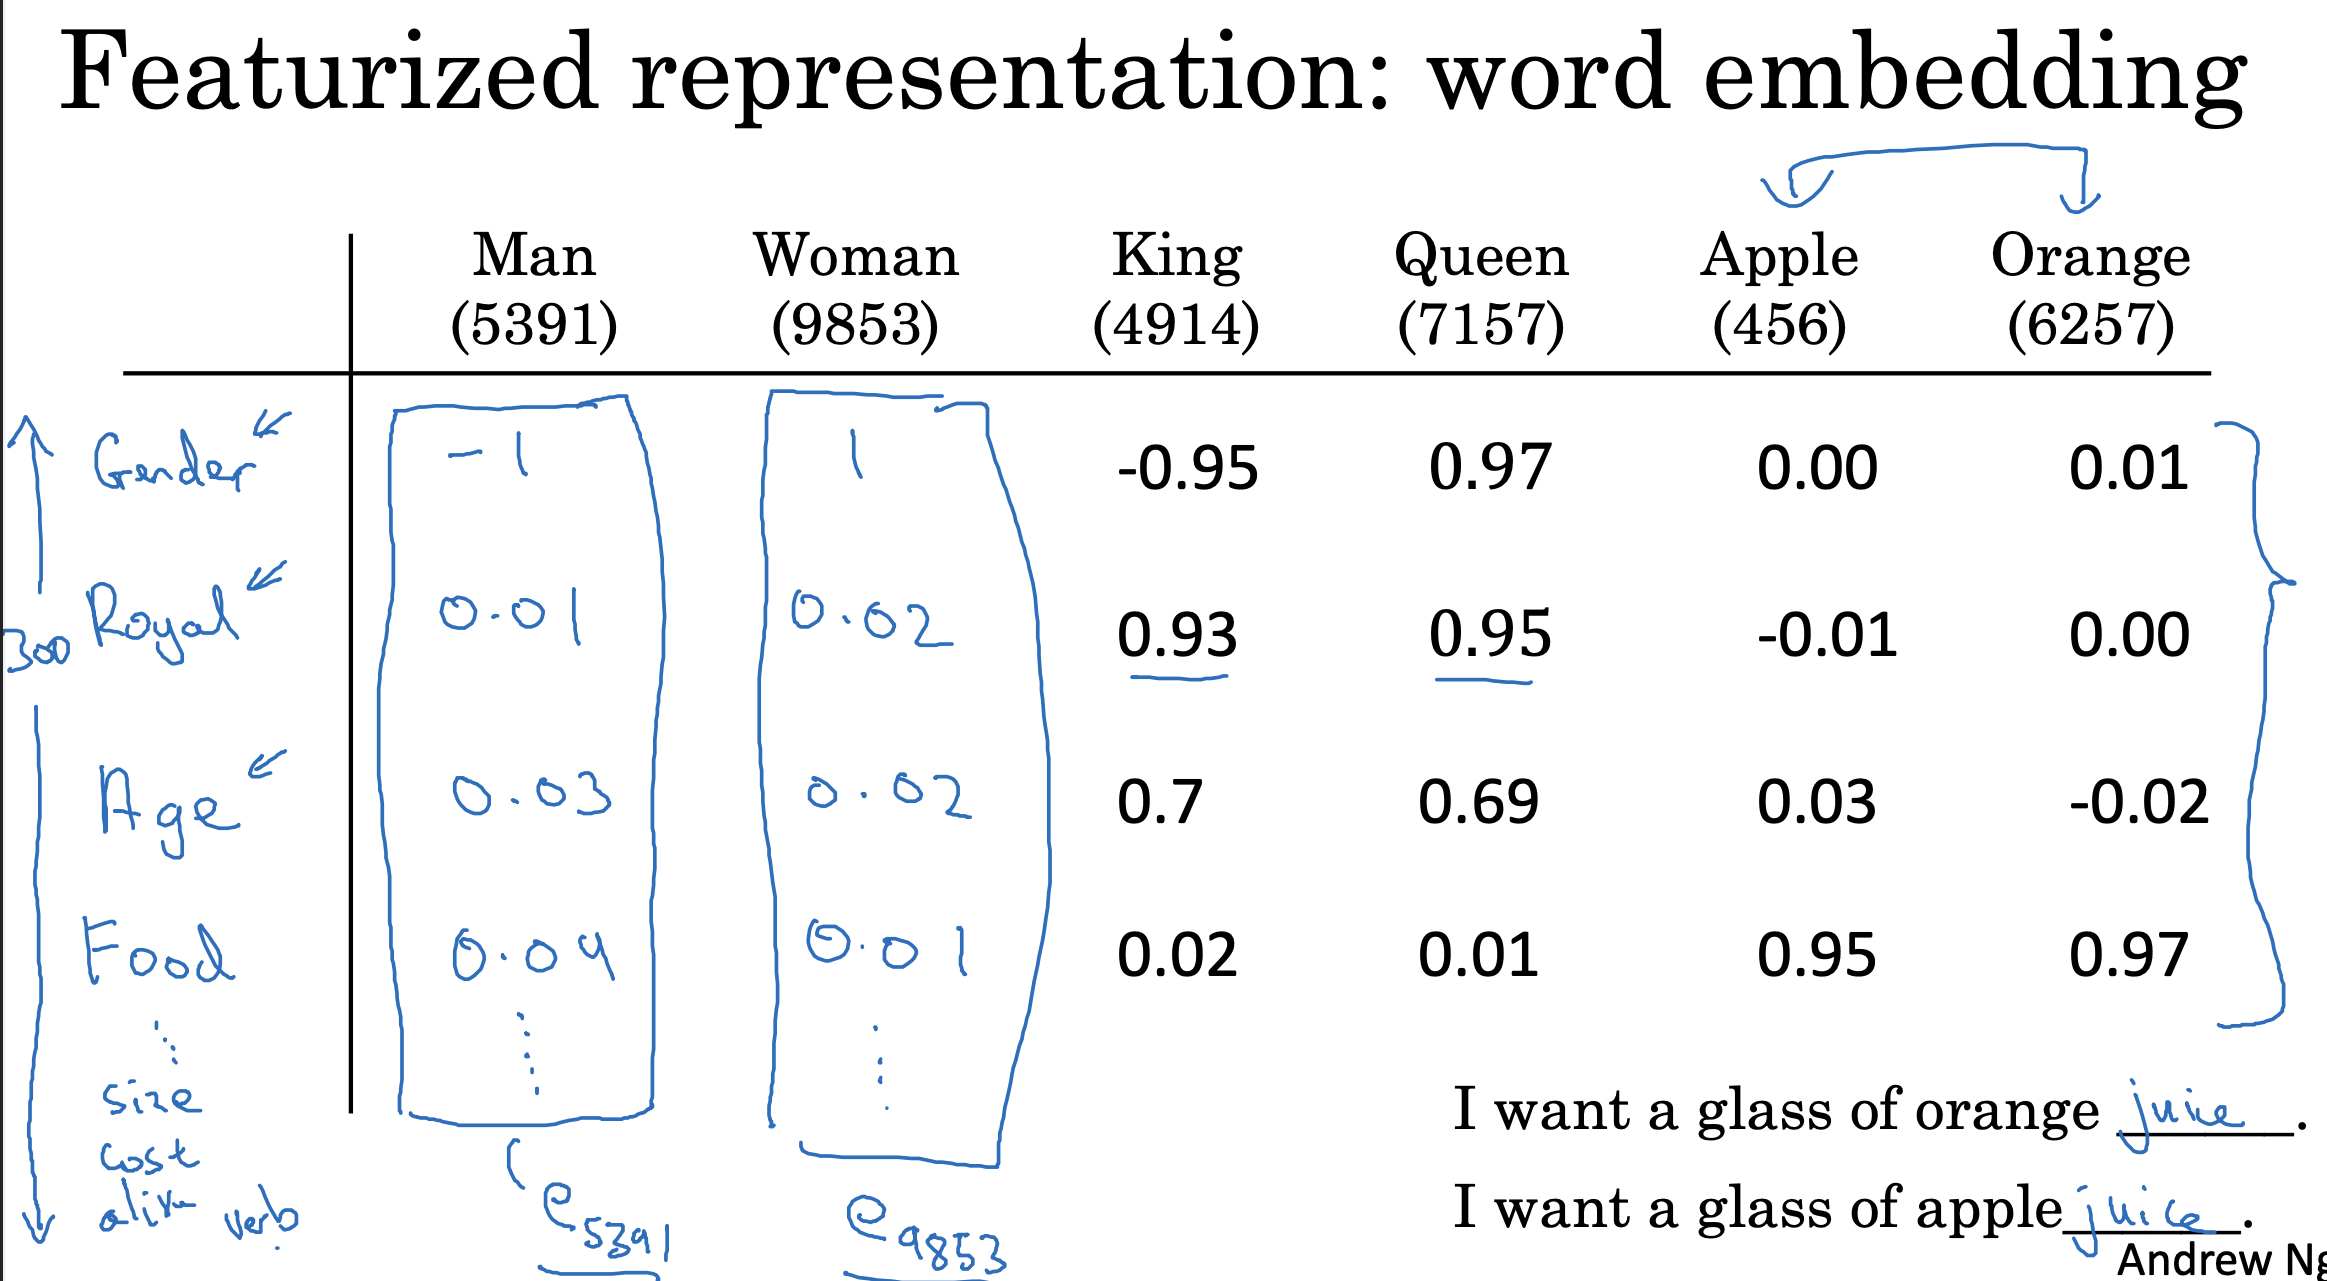 Featurized representation: word embedding
Man Woman King Queen Apple Orange
(5391) (9853) (4914) (7157) (456) (6257)
Gender -1 1 -0.95 0.97 0.00 0.01
300
Royal 0.01 0.02 0.93 0.95 -0.01 0.00
Age 0.03 0.02 0.7 0.69 0.03 -0.02
Food 0.04 0.01 0.02 0.01 0.95 0.97
size
cost
alive verb
e5391 e9853
I want a glass of orange juice.
I want a glass of apple juice.
Andrew Ng